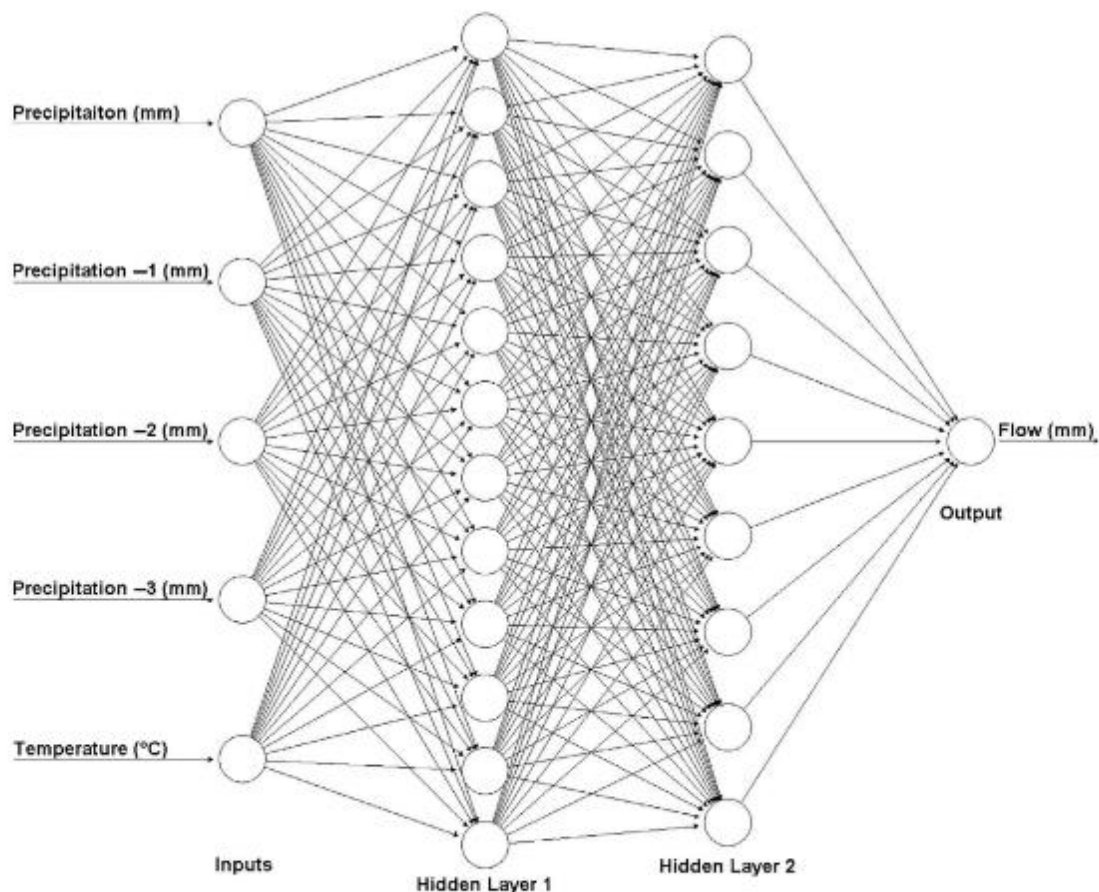 Precipitaiton (mm)
Precipitation –1 (mm)
Precipitation –2 (mm)
Precipitation –3 (mm)
Temperature (°C)
Inputs
Hidden Layer 1
Hidden Layer 2
Flow (mm)
Output